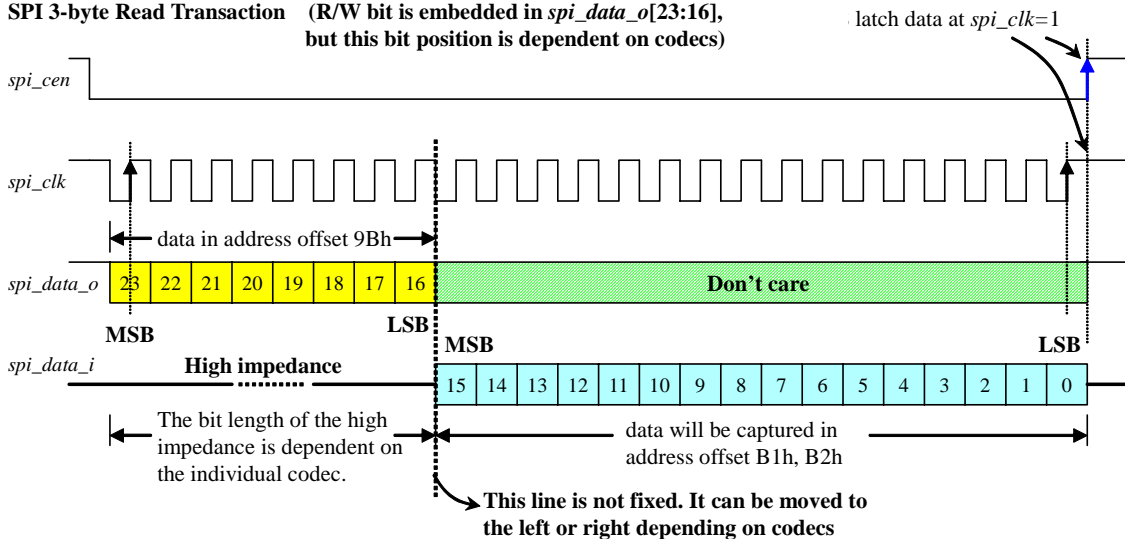 SPI 3-byte Read Transaction (R/W bit is embedded in spi_data_o[23:16],
but this bit position is dependent on codecs)
latch data at spi_clk=1
spi_cen
spi_clk
data in address offset 9Bh
spi_data_o 23 22 21 20 19 18 17 16 Don't care
MSB LSB
MSB LSB
spi_data_i High impedance
15 14 13 12 11 10 9 8 7 6 5 4 3 2 1 0
The bit length of the high
impedance is dependent on
the individual codec.
data will be captured in
address offset B1h, B2h
This line is not fixed. It can be moved to
the left or right depending on codecs